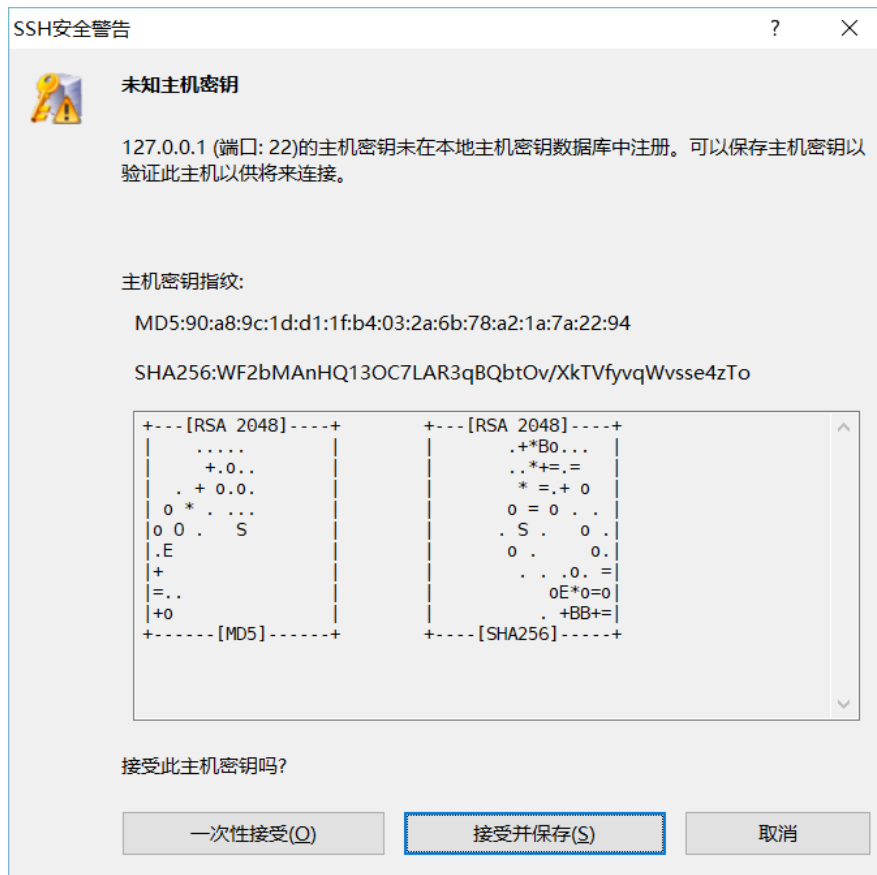 SSH安全警告
未知主机密钥
127.0.0.1 (端口: 22)的主机密钥未在本地主机密钥数据库中注册。可以保存主机密钥以
验证此主机以供将来连接。
主机密钥指纹:
MD5:90:a8:9c:1d:d1:1f:b4:03:2a:6b:78:a2:1a:7a:22:94
SHA256:WF2bMAnHQ13OC7LAR3qBQbtOv/XkTVfyvqWvsse4zTo
+---[RSA 2048]----+        +---[RSA 2048]----+
|    .....        |        |       .+*Bo...  |
|     +.o..       |        |       ..*+=.=   |
|  . + o.o.       |        |        * =.+ o  |
| o * . ...       |        |       o = o . . |
|o O .   S        |        |      . S .   o .|
|.E               |        |       o .     o.|
|+                |        |        . . .o. =|
|=..              |        |          oE*o=o|
|+o               |        |         . +BB+=|
+------[MD5]------+        +----[SHA256]-----+
接受此主机密钥吗?
一次性接受(O)
接受并保存(S)
取消